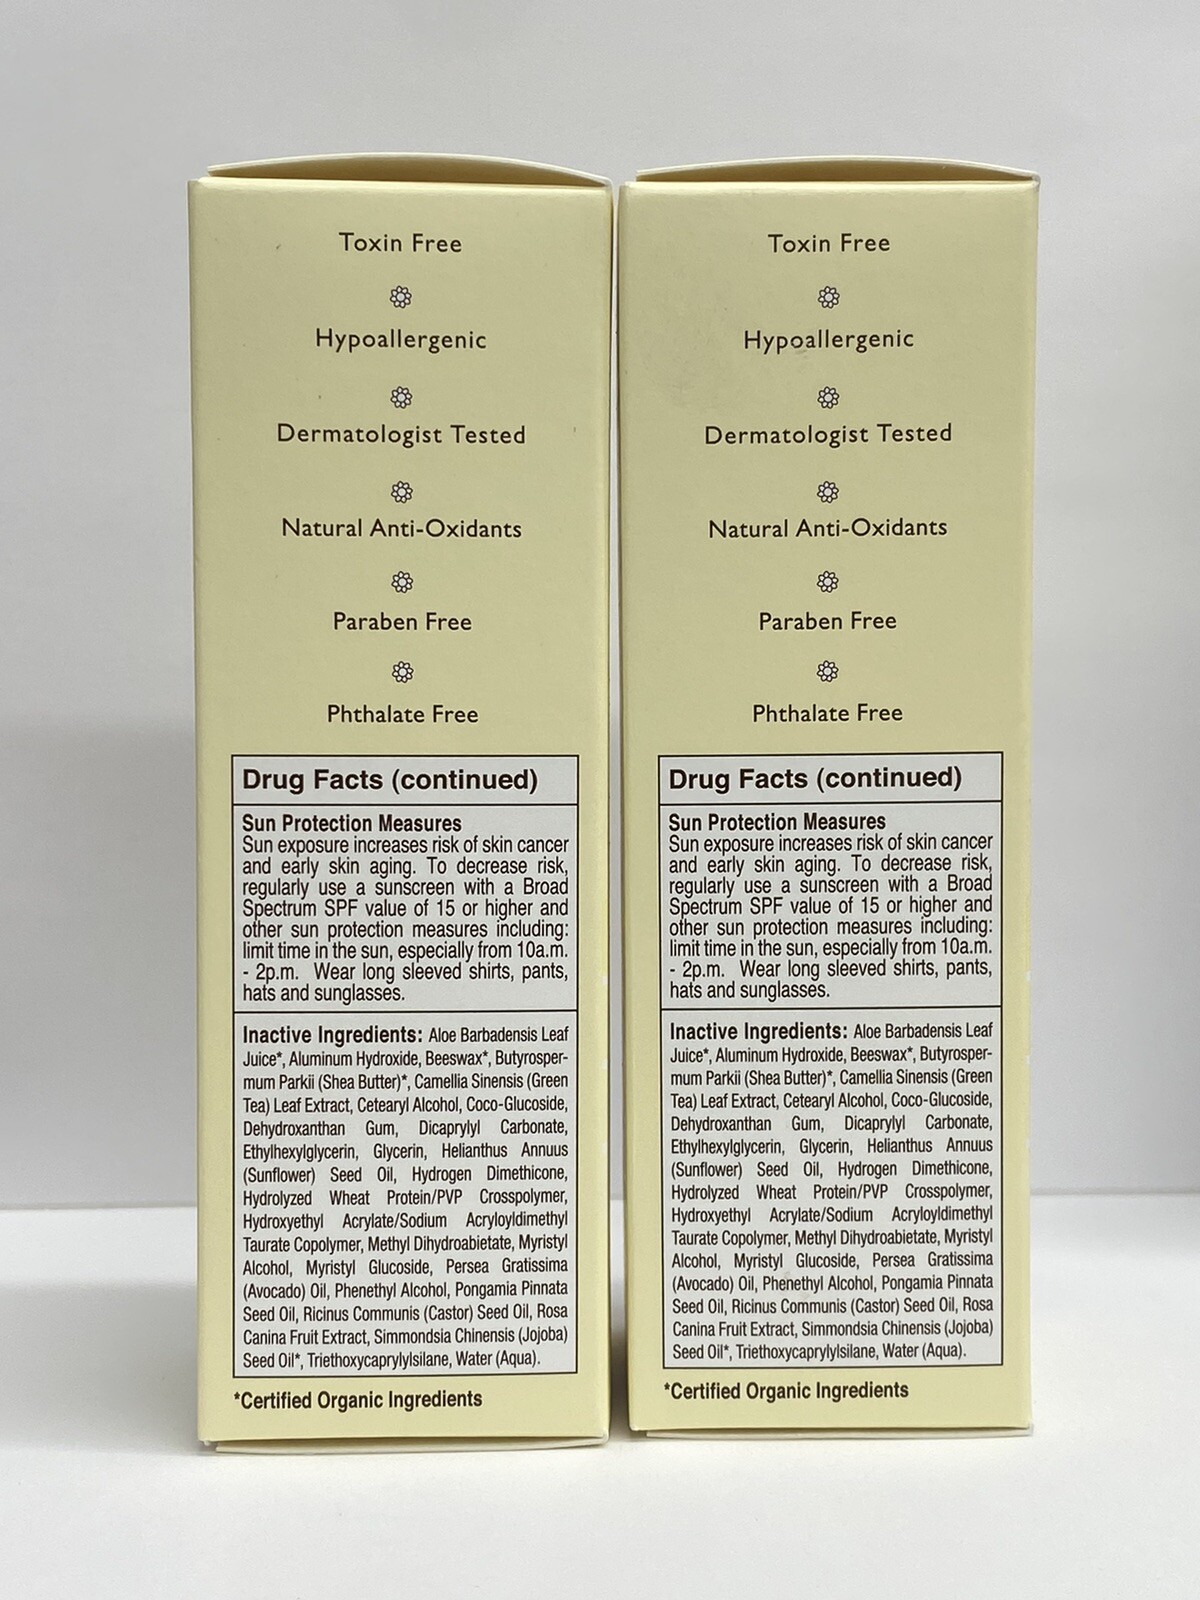 Toxin Free
Hypoallergenic
Dermatologist Tested
Natural Anti-Oxidants
Paraben Free
Phthalate Free
Drug Facts (continued)
Sun Protection Measures
Sun exposure increases risk of skin cancer
and early skin aging. To decrease risk,
regularly use a sunscreen with a Broad
Spectrum SPF value of 15 or higher and
other sun protection measures including:
limit time in the sun, especially from 10a.m.
- 2p.m. Wear long sleeved shirts, pants,
hats and sunglasses.
Inactive Ingredients: Aloe Barbadensis Leaf
Juice*, Aluminum Hydroxide, Beeswax*, Butyrosper-
mum Parkii (Shea Butter)*, Camellia Sinensis (Green
Tea) Leaf Extract, Cetearyl Alcohol, Coco-Glucoside,
Dehydroxanthan Gum, Dicaprylyl Carbonate,
Ethylhexylglycerin, Glycerin, Helianthus Annuus
(Sunflower) Seed Oil, Hydrogen Dimethicone,
Hydrolyzed Wheat Protein/PVP Crosspolymer,
Hydroxyethyl Acrylate/Sodium Acryloyldimethyl
Taurate Copolymer, Methyl Dihydroabietate, Myristyl
Alcohol, Myristyl Glucoside, Persea Gratissima
(Avocado) Oil, Phenethyl Alcohol, Pongamia Pinnata
Seed Oil, Ricinus Communis (Castor) Seed Oil, Rosa
Canina Fruit Extract, Simmondsia Chinensis (Jojoba)
Seed Oil*, Triethoxycaprylylsilane, Water (Aqua).
*Certified Organic Ingredients
Toxin Free
Hypoallergenic
Dermatologist Tested
Natural Anti-Oxidants
Paraben Free
Phthalate Free
Drug Facts (continued)
Sun Protection Measures
Sun exposure increases risk of skin cancer
and early skin aging. To decrease risk,
regularly use a sunscreen with a Broad
Spectrum SPF value of 15 or higher and
other sun protection measures including:
limit time in the sun, especially from 10a.m.
- 2p.m. Wear long sleeved shirts, pants,
hats and sunglasses.
Inactive Ingredients: Aloe Barbadensis Leaf
Juice*, Aluminum Hydroxide, Beeswax*, Butyrosper-
mum Parkii (Shea Butter)*, Camellia Sinensis (Green
Tea) Leaf Extract, Cetearyl Alcohol, Coco-Glucoside,
Dehydroxanthan Gum, Dicaprylyl Carbonate,
Ethylhexylglycerin, Glycerin, Helianthus Annuus
(Sunflower) Seed Oil, Hydrogen Dimethicone,
Hydrolyzed Wheat Protein/PVP Crosspolymer,
Hydroxyethyl Acrylate/Sodium Acryloyldimethyl
Taurate Copolymer, Methyl Dihydroabietate, Myristyl
Alcohol, Myristyl Glucoside, Persea Gratissima
(Avocado) Oil, Phenethyl Alcohol, Pongamia Pinnata
Seed Oil, Ricinus Communis (Castor) Seed Oil, Rosa
Canina Fruit Extract, Simmondsia Chinensis (Jojoba)
Seed Oil*, Triethoxycaprylylsilane, Water (Aqua).
*Certified Organic Ingredients